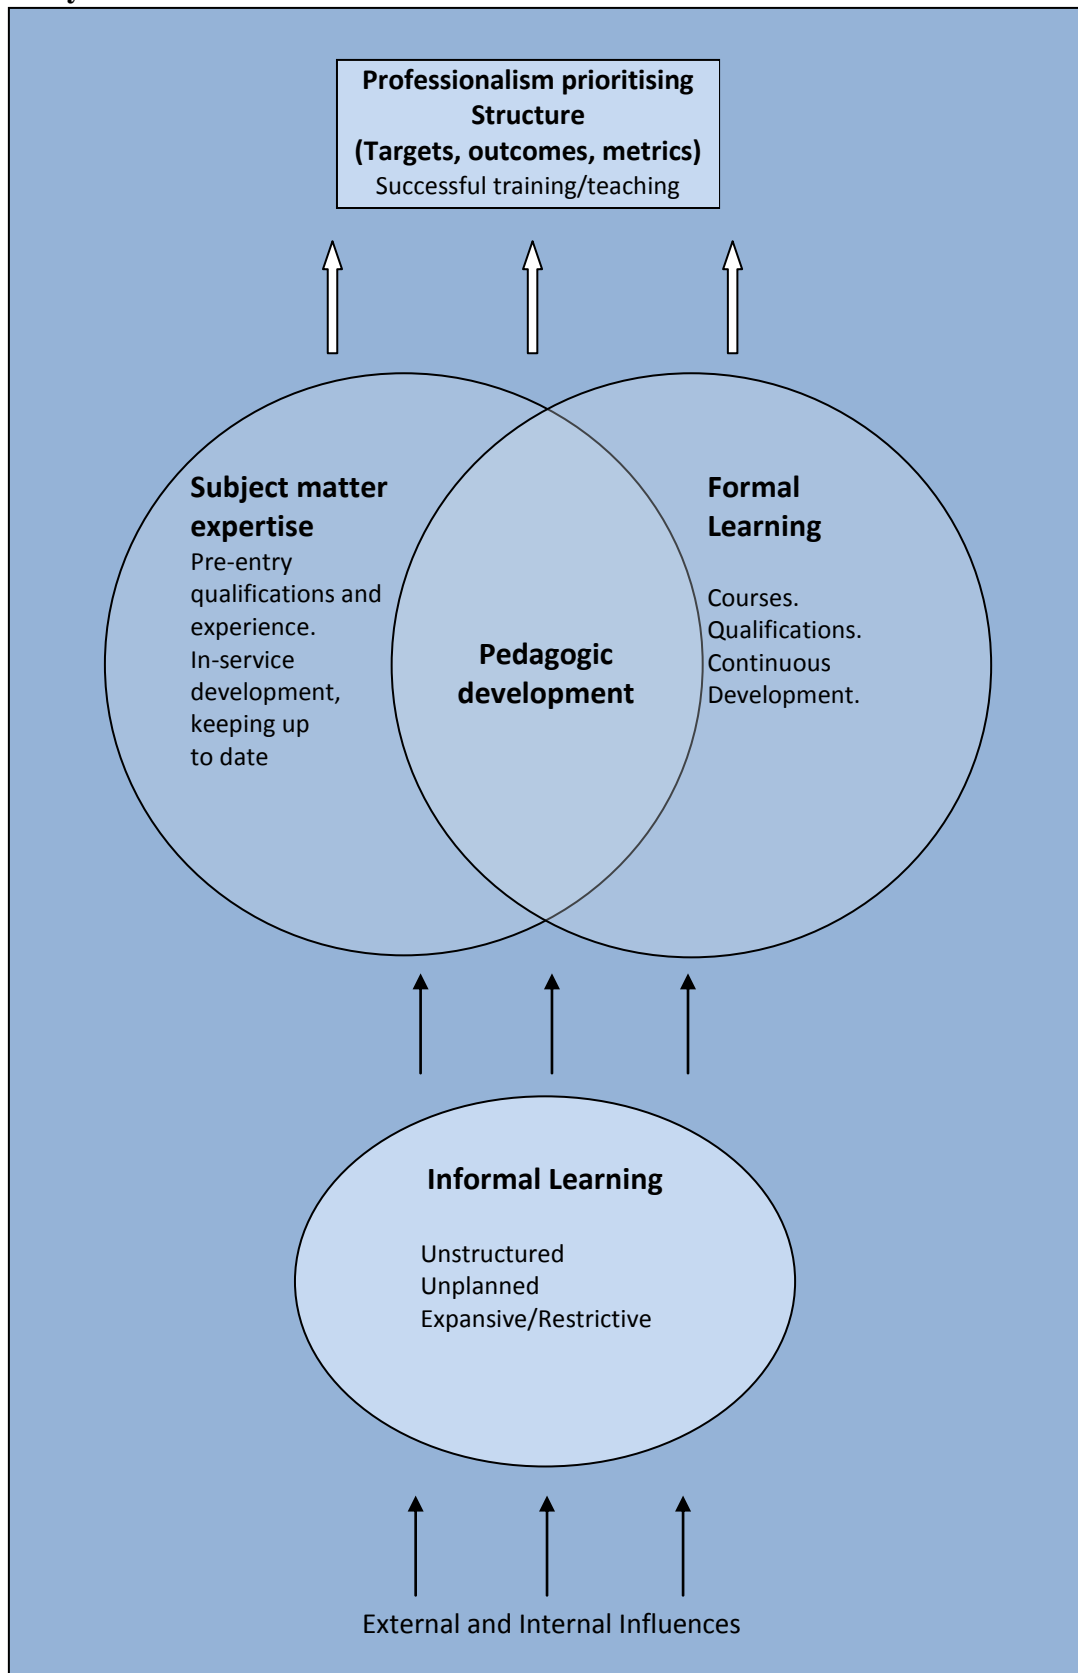 Professionalism prioritising
Structure
(Targets, outcomes, metrics)
Successful training/teaching
Subject matter
expertise
Pre-entry
qualifications and
experience.
In-service
development,
keeping up
to date
Pedagogic
development
Formal
Learning
Courses.
Qualifications.
Continuous
Development.
Informal Learning
Unstructured
Unplanned
Expansive/Restrictive
External and Internal Influences